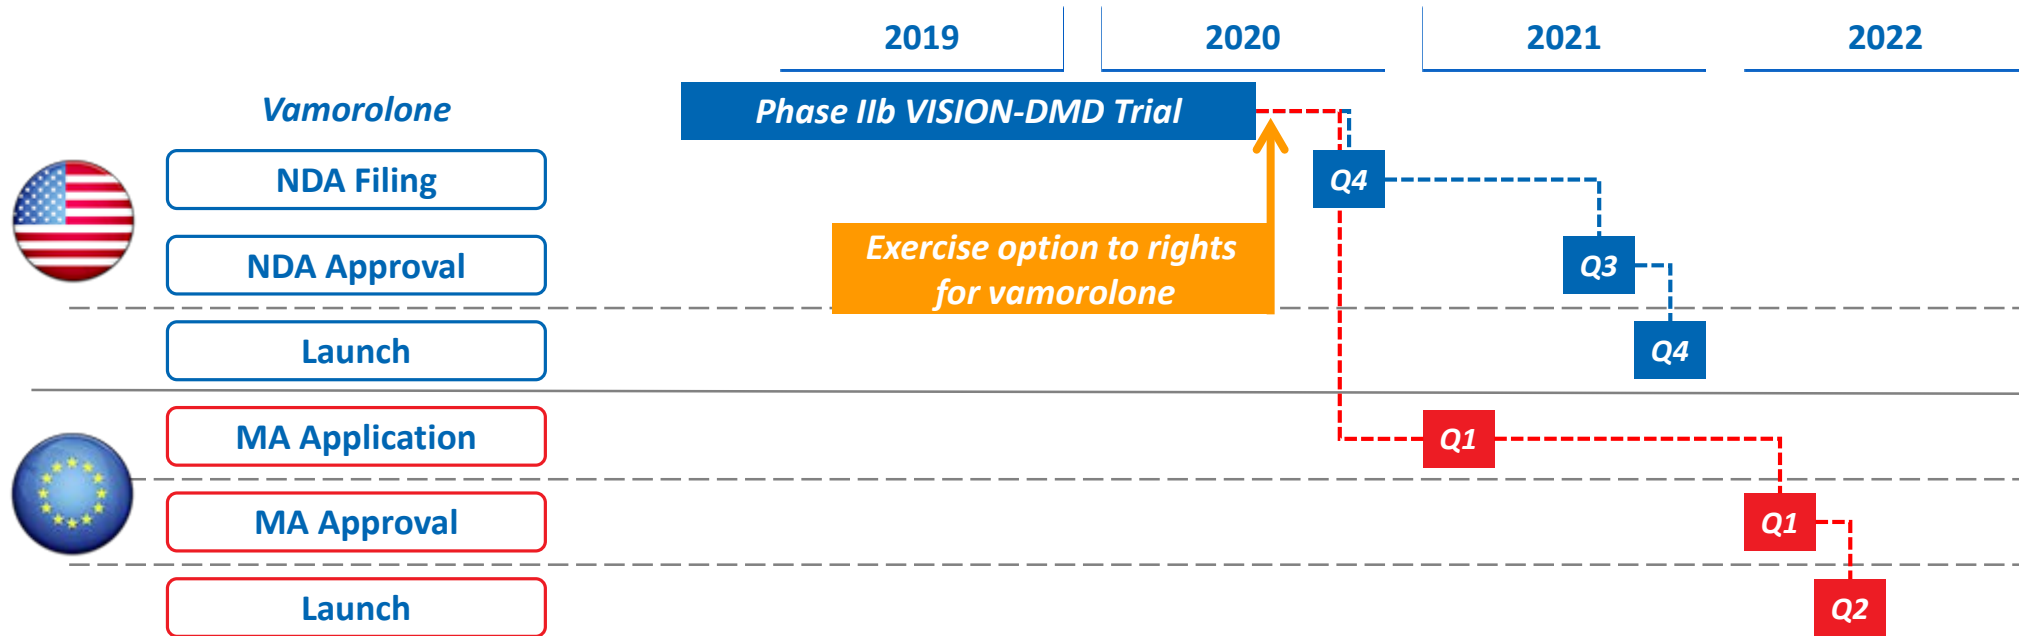 2019
2020
2021
2022
Vamorolone
Phase IIb VISION-DMD Trial
NDA Filing
Q4
Exercise option to rights
for vamorolone
NDA Approval
Q3
Launch
Q4
MA Application
Q1
MA Approval
Q1
Launch
Q2